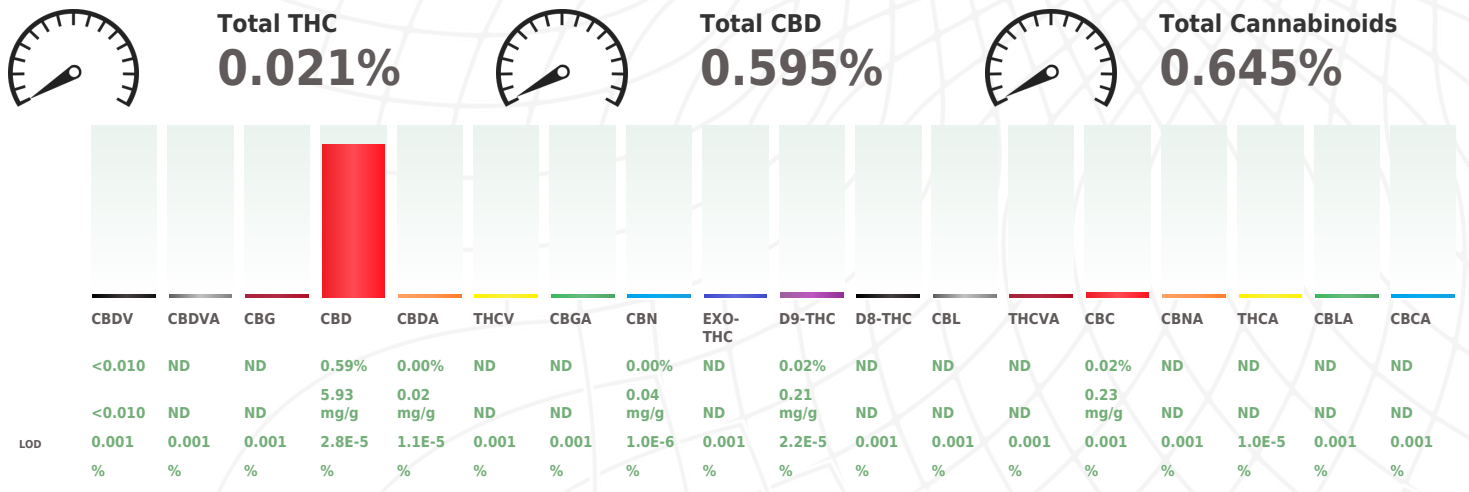 Total THC
0.021%
Total CBD
0.595%
Total Cannabinoids
0.645%
CBDV CBDVA CBG CBD CBDA THCV CBGA CBN EXO-THC D9-THC D8-THC CBL THCVA CBC CBNA THCA CBLA CBCA
<0.010 ND ND 0.59% 0.00% ND ND 0.00% ND 0.02% ND ND ND 0.02% ND ND ND ND
<0.010 ND ND 5.93 mg/g 0.02 mg/g ND ND 0.04 mg/g ND 0.21 mg/g ND ND ND 0.23 mg/g ND ND ND ND
LOD 0.001 0.001 0.001 2.8E-5 1.1E-5 0.001 0.001 1.0E-6 0.001 2.2E-5 0.001 0.001 0.001 0.001 0.001 1.0E-5 0.001 0.001
% % % % % % % % % % % % % % % % % %